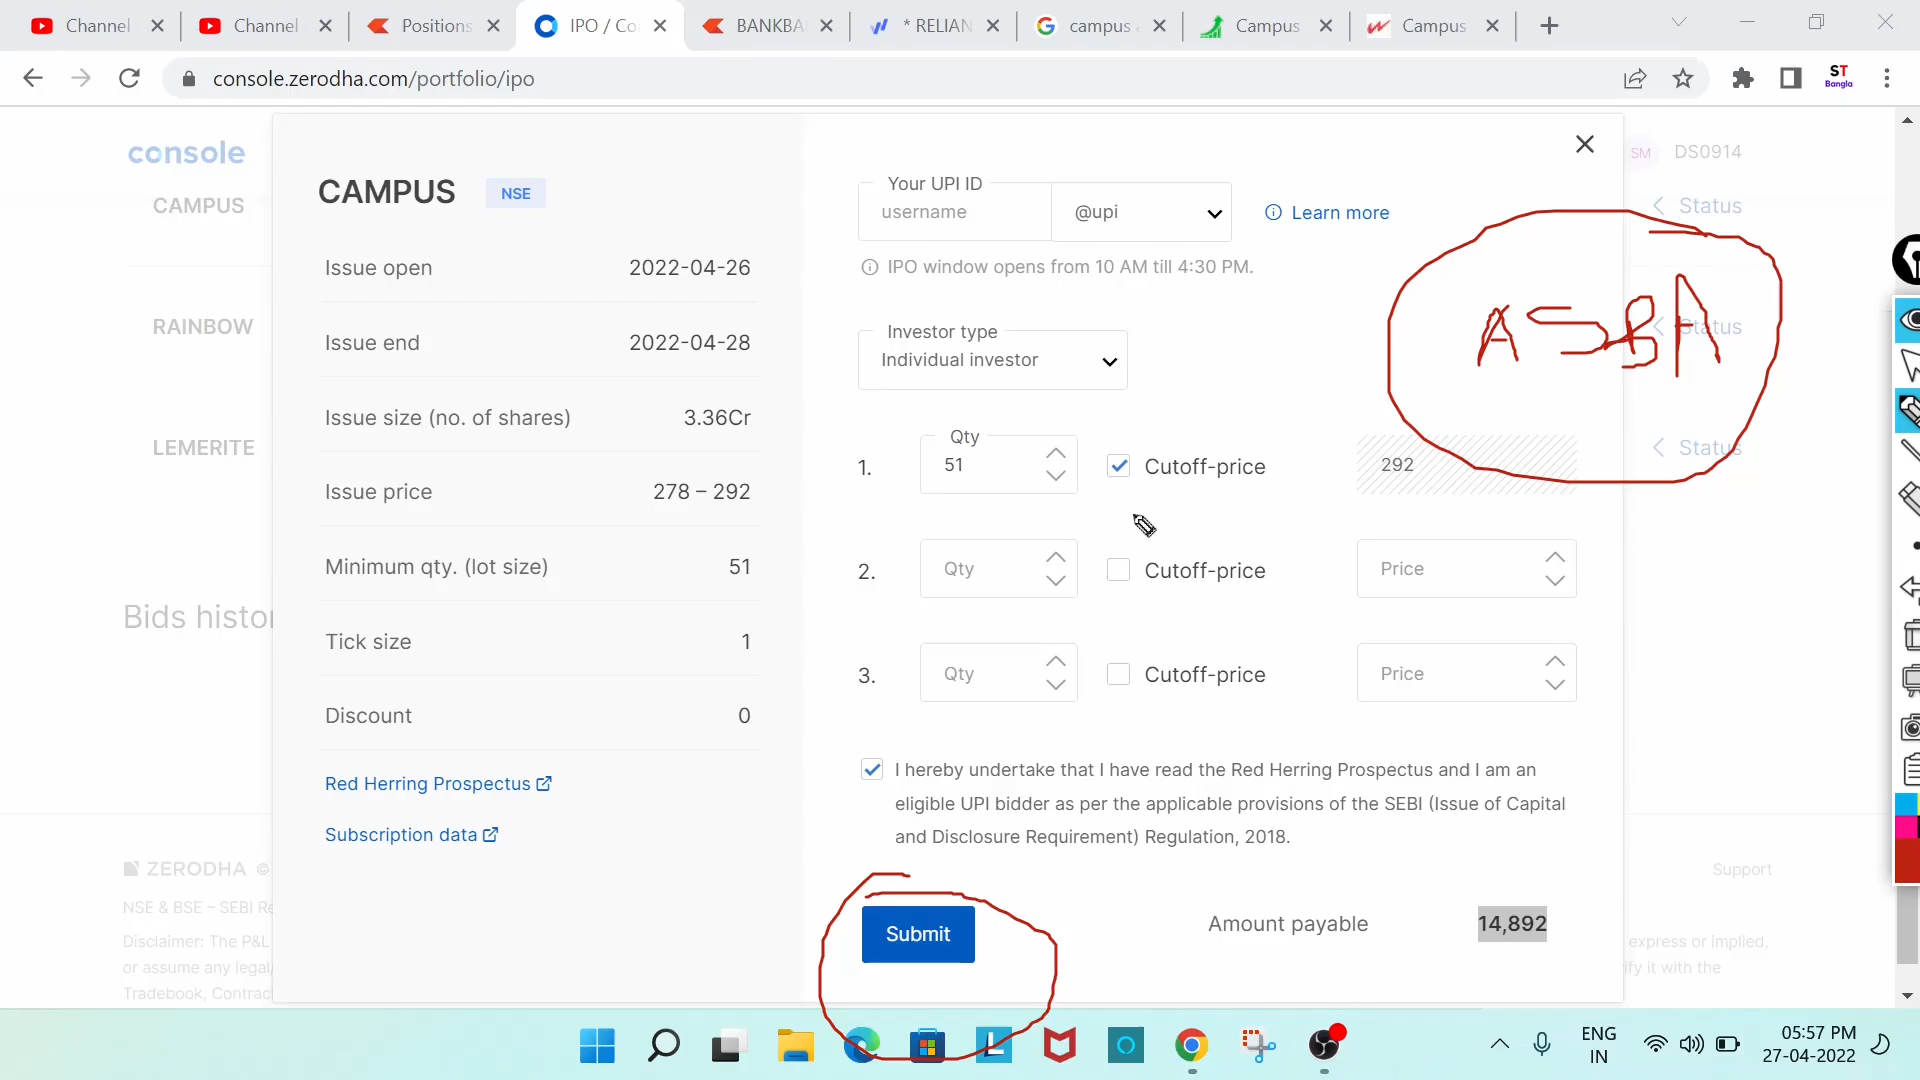 Channel
Channel
Positions
IPO / Co
BANKBA
* RELIAN
campus
Campus
Campus
console.zerodha.com/portfolio/ipo
ST
Bangla
console
SM
DS0914
CAMPUS
Status
RAINBOW
Status
LEMERITE
Status
Bids histor
CAMPUS
NSE
Issue open 2022-04-26
Issue end 2022-04-28
Issue size (no. of shares) 3.36Cr
Issue price 278 – 292
Minimum qty. (lot size) 51
Tick size 1
Discount 0
Red Herring Prospectus
Subscription data
Your UPI ID
username
@upi
Learn more
IPO window opens from 10 AM till 4:30 PM.
Investor type
Individual investor
ASBA
Qty
1. 51 Cutoff-price 292
2. Qty Cutoff-price Price
3. Qty Cutoff-price Price
I hereby undertake that I have read the Red Herring Prospectus and I am an
eligible UPI bidder as per the applicable provisions of the SEBI (Issue of Capital
and Disclosure Requirement) Regulation, 2018.
Submit
Amount payable 14,892
ZERODHA ©
Support
NSE & BSE – SEBI Re
Disclaimer: The P&L
express or implied,
or assume any legal
ify it with the
Tradebook, Contrac
ENG
IN
05:57 PM
27-04-2022